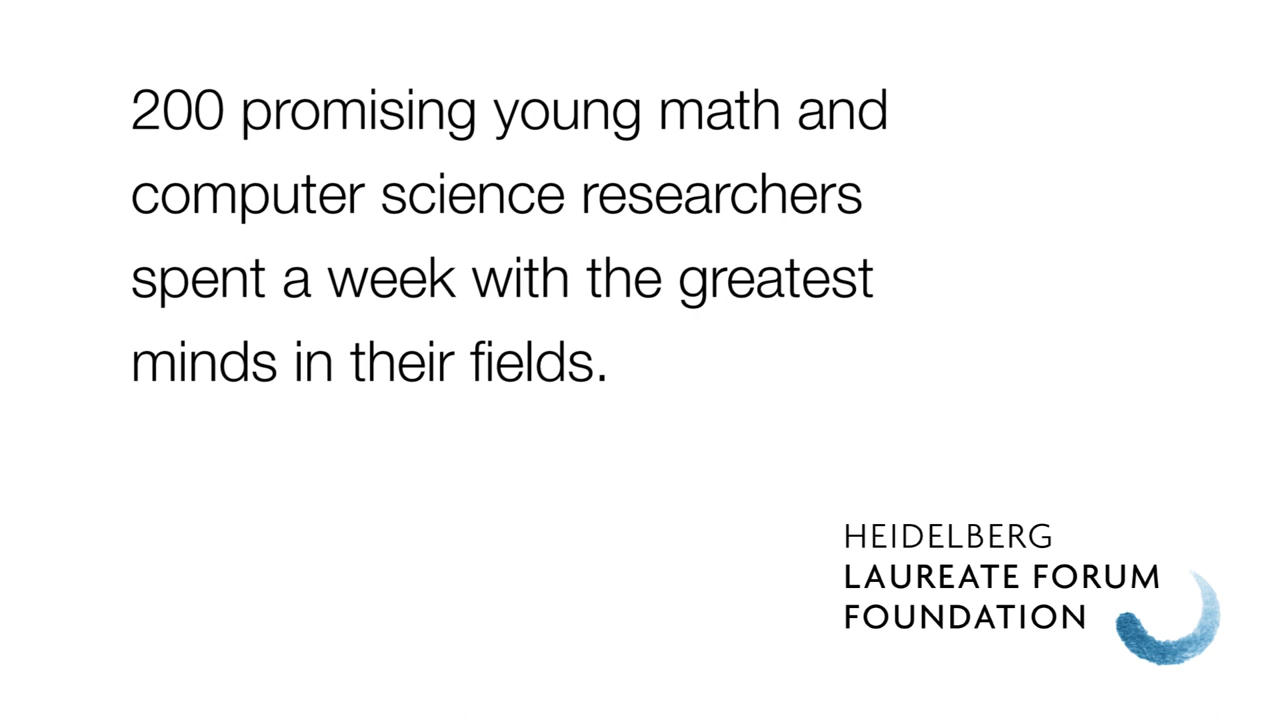 200 promising young math and
computer science researchers
spent a week with the greatest
minds in their fields.
HEIDELBERG
LAUREATE FORUM
FOUNDATION